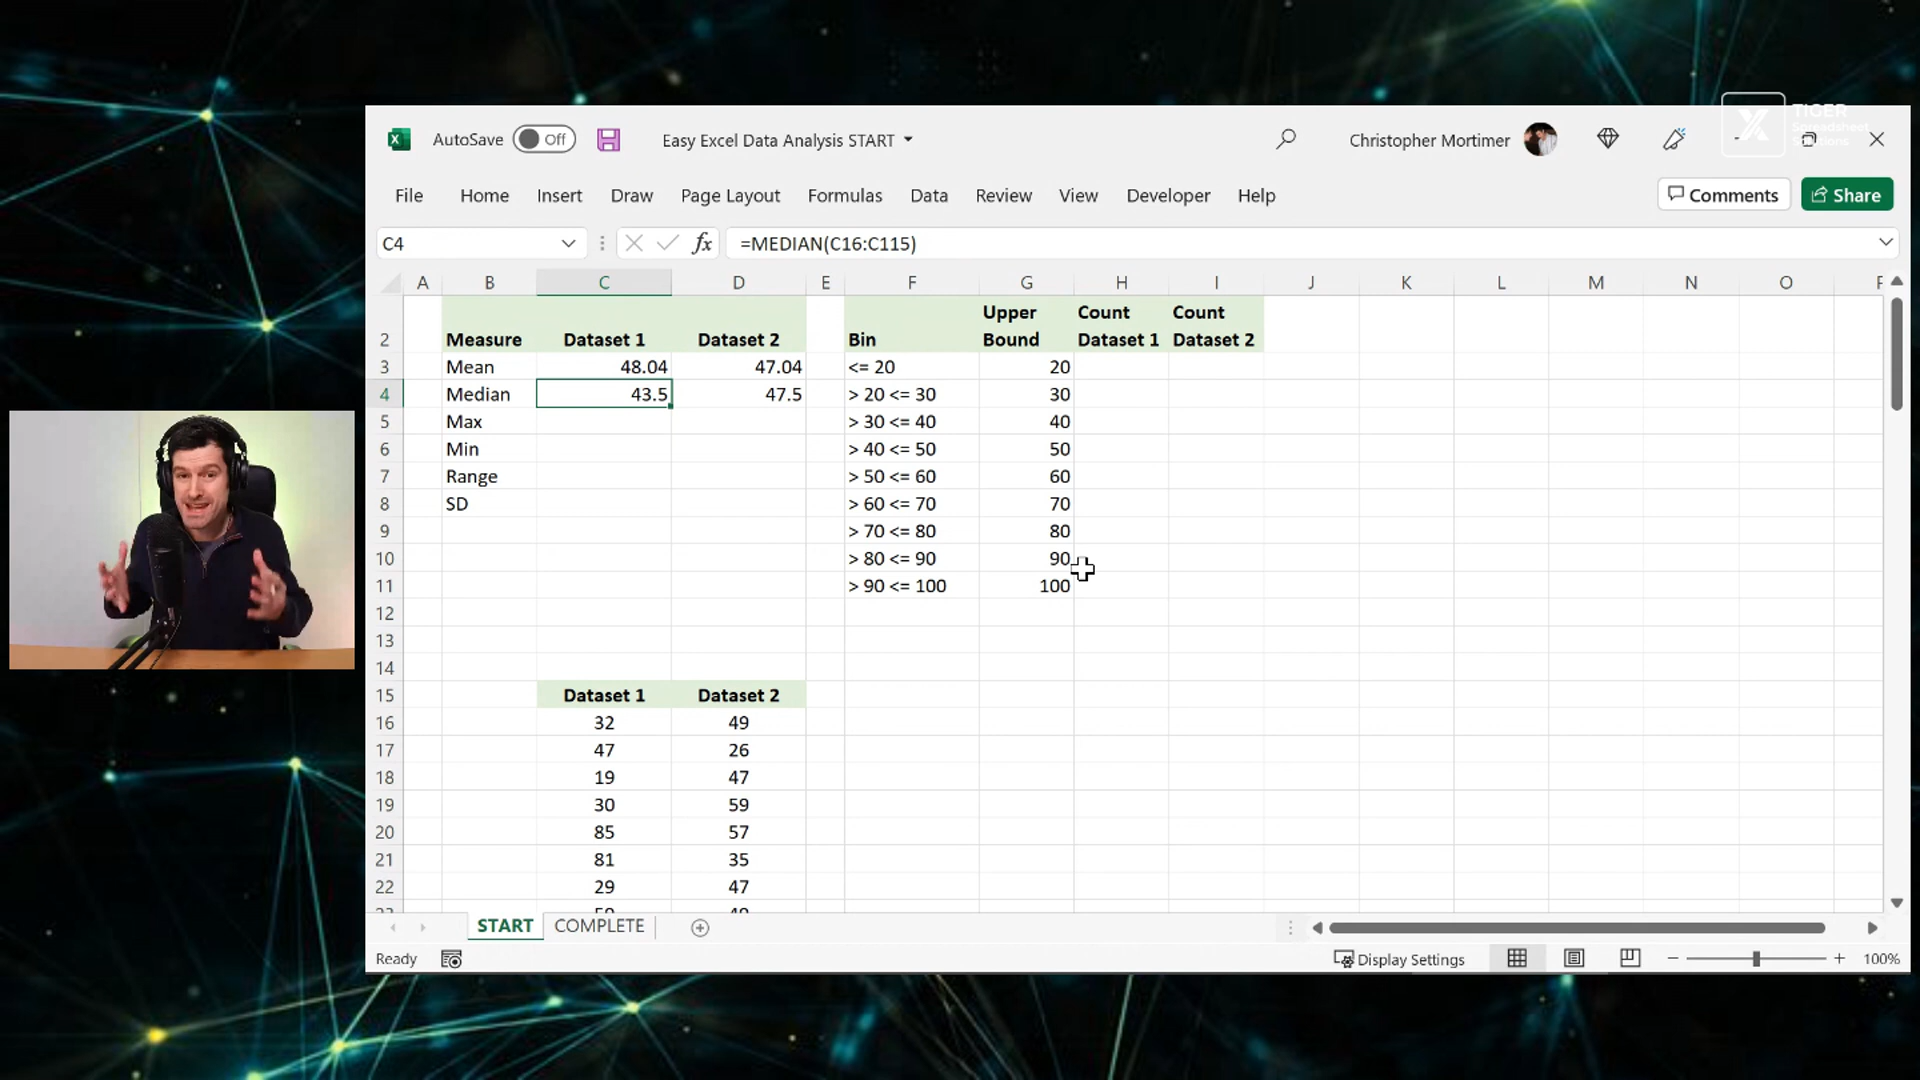 AutoSave Off Easy Excel Data Analysis START Christopher Mortimer
TIGER
Spreadsheet
Solutions
File Home Insert Draw Page Layout Formulas Data Review View Developer Help Comments Share
C4 fx =MEDIAN(C16:C115)
A B C D E F G H I J K L M N O
Upper Count Count
2 Measure Dataset 1 Dataset 2 Bin Bound Dataset 1 Dataset 2
3 Mean 48.04 47.04 <= 20 20
4 Median 43.5 47.5 > 20 <= 30 30
5 Max > 30 <= 40 40
6 Min > 40 <= 50 50
7 Range > 50 <= 60 60
8 SD > 60 <= 70 70
9 > 70 <= 80 80
10 > 80 <= 90 90
11 > 90 <= 100 100
12
13
14
15 Dataset 1 Dataset 2
16 32 49
17 47 26
18 19 47
19 30 59
20 85 57
21 81 35
22 29 47
START COMPLETE
Ready Display Settings 100%